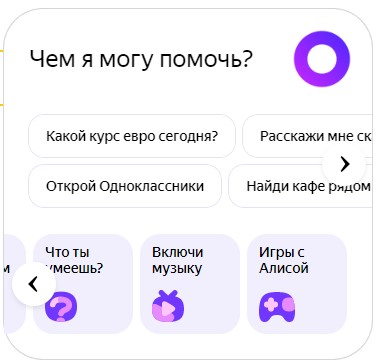 Чем я могу помочь?
Какой курс евро сегодня?
Расскажи мне ск
Открой Одноклассники
Найди кафе рядом
м
Что ты
умеешь?
Включи
музыку
Игры с
Алисой